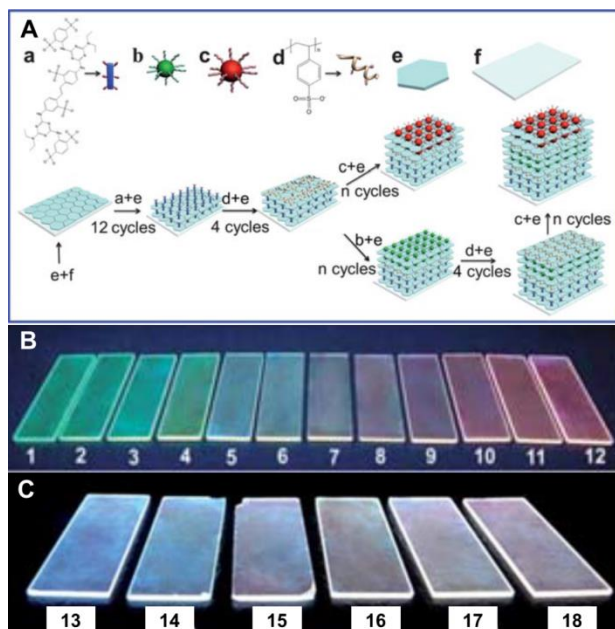 A
a b c d e f
n
a+e
12 cycles
d+e
4 cycles
c+e
n cycles
e+f
b+e
n cycles
d+e
4 cycles
c+e n cycles
B
1 2 3 4 5 6 7 8 9 10 11 12
C
13 14 15 16 17 18